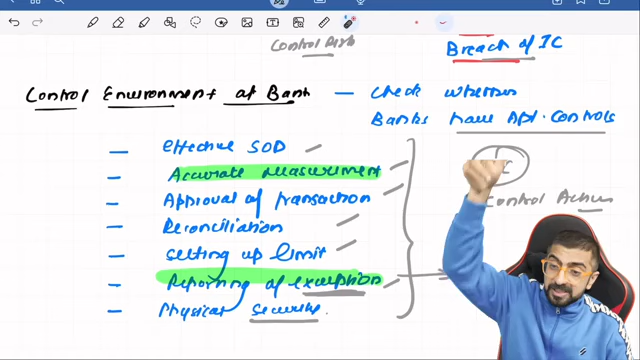 Control Risk
Breach of IC
Control Environment at Bank — Check whether
Banks have Apt. Controls
— effective SOD
— Accurate measurement
— Approval of transaction
— Reconciliation
— setting up limit
— Reporting of exception
— Physical security.
Control Action